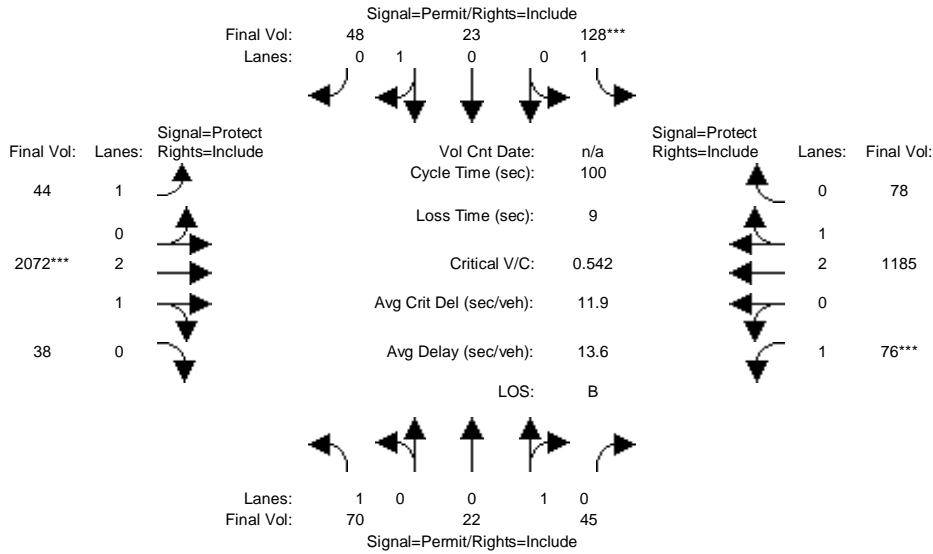 Signal=Permit/Rights=Include
Final Vol: 48 23 128***
Lanes: 0 1 0 0 1
Signal=Protect Signal=Protect
Final Vol: Lanes: Rights=Include Vol Cnt Date: n/a Rights=Include Lanes: Final Vol:
Cycle Time (sec): 100
44 1 0 78
Loss Time (sec): 9
0 1
2072*** 2 Critical V/C: 0.542 2 1185
1 Avg Crit Del (sec/veh): 11.9 0
38 0 Avg Delay (sec/veh): 13.6 1 76***
LOS: B
Lanes: 1 0 0 1 0
Final Vol: 70 22 45
Signal=Permit/Rights=Include